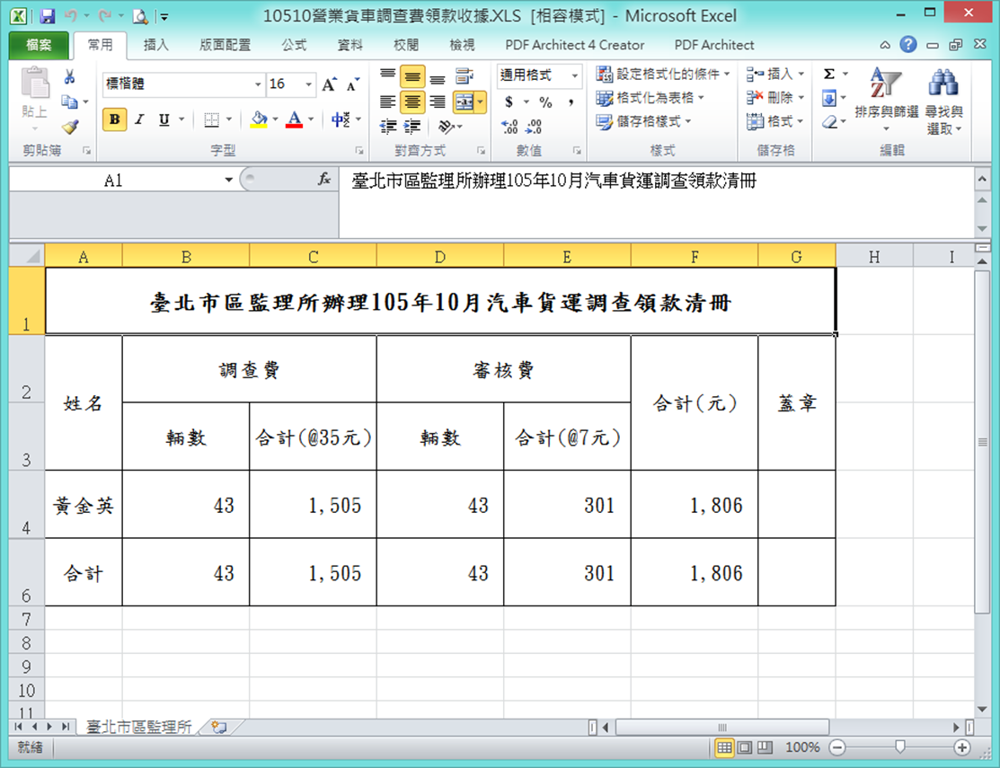 10510營業貨車調查費領款收據.XLS [相容模式] - Microsoft Excel
檔案 常用 插入 版面配置 公式 資料 校閱 檢視 PDF Architect 4 Creator PDF Architect
標楷體 16 通用格式 設定格式化的條件 插入 Σ
貼上 格式化為表格 刪除 排序與篩選 尋找與選取
B I U $ % , 儲存格樣式 格式
剪貼簿 字型 對齊方式 數值 樣式 儲存格 編輯
A1 fx 臺北市區監理所辦理105年10月汽車貨運調查領款清冊
A B C D E F G H I
1 臺北市區監理所辦理105年10月汽車貨運調查領款清冊
2 姓名 調查費 審核費 合計(元) 蓋章
3 輛數 合計(@35元) 輛數 合計(@7元)
4 黃金英 43 1,505 43 301 1,806
6 合計 43 1,505 43 301 1,806
7
8
9
10
11
臺北市區監理所
就緒 100%